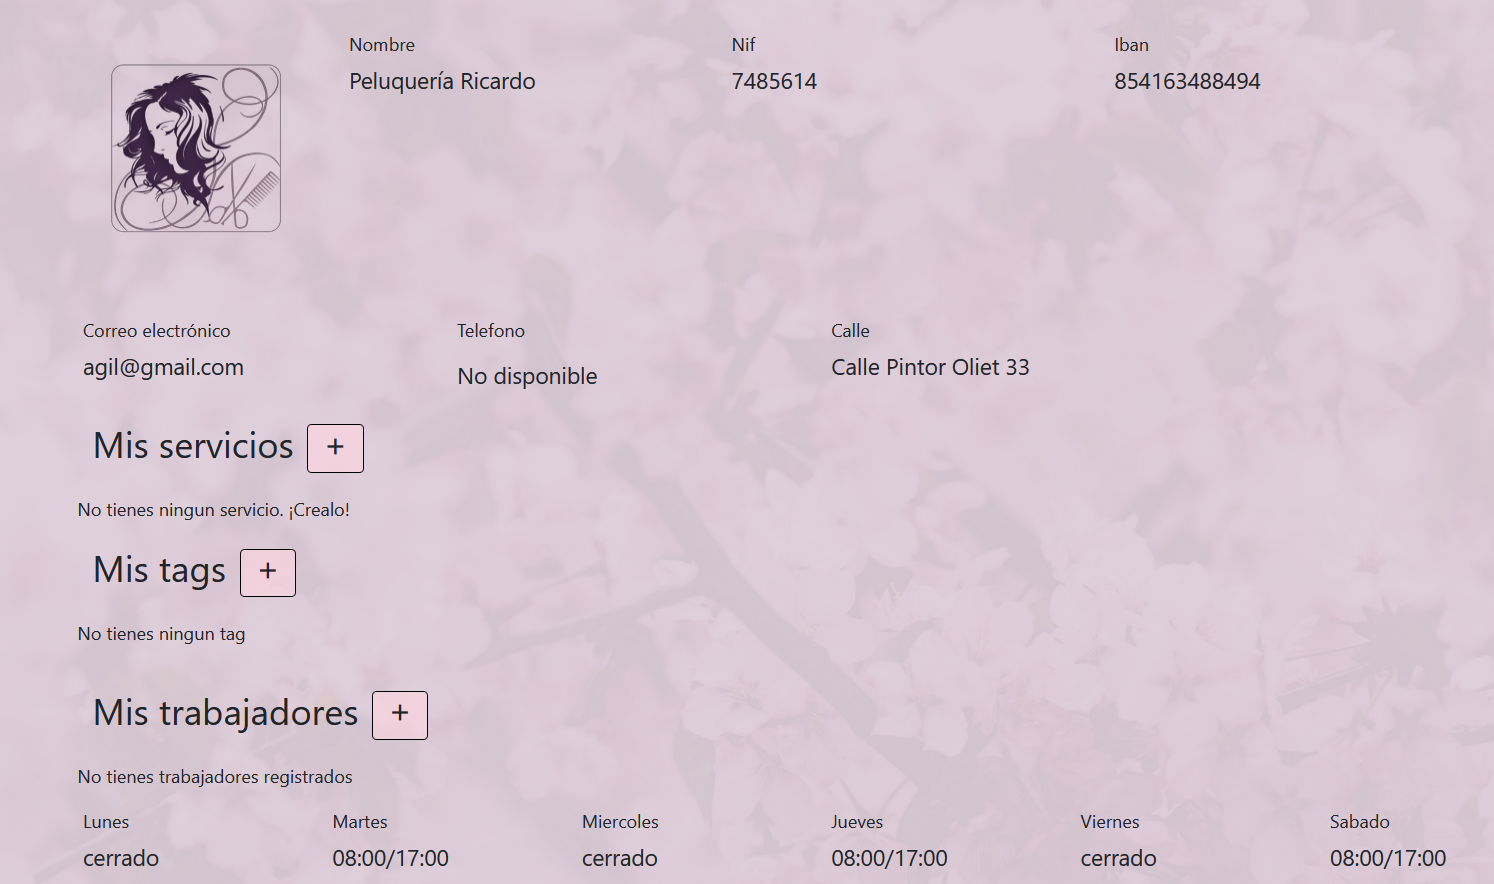 Nombre Nif Iban
Peluquería Ricardo 7485614 854163488494
Correo electrónico Telefono Calle
agil@gmail.com No disponible Calle Pintor Oliet 33
Mis servicios +
No tienes ningun servicio. ¡Crealo!
Mis tags +
No tienes ningun tag
Mis trabajadores +
No tienes trabajadores registrados
Lunes Martes Miercoles Jueves Viernes Sabado
cerrado 08:00/17:00 cerrado 08:00/17:00 cerrado 08:00/17:00